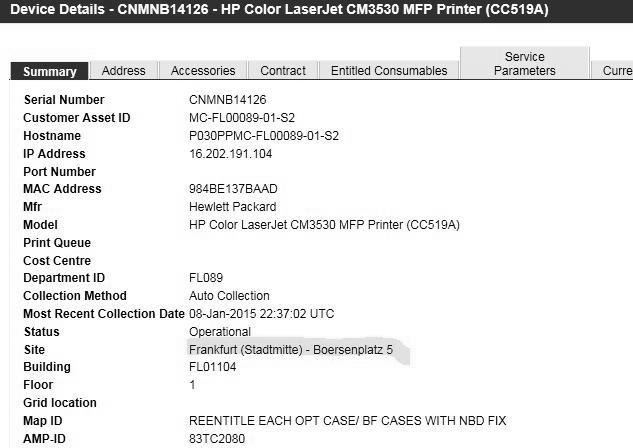 Device Details - CNMNB14126 - HP Color LaserJet CM3530 MFP Printer (CC519A)
Summary Address Accessories Contract Entitled Consumables Service Parameters Curre
Serial Number CNMNB14126
Customer Asset ID MC-FL00089-01-S2
Hostname P030PPMC-FL00089-01-S2
IP Address 16.202.191.104
Port Number
MAC Address 984BE137BAAD
Mfr Hewlett Packard
Model HP Color LaserJet CM3530 MFP Printer (CC519A)
Print Queue
Cost Centre
Department ID FL089
Collection Method Auto Collection
Most Recent Collection Date 08-Jan-2015 22:37:02 UTC
Status Operational
Site Frankfurt (Stadtmitte) - Boersenplatz 5
Building FL01104
Floor 1
Grid location
Map ID REENTITLE EACH OPT CASE/ BF CASES WITH NBD FIX
AMP-ID 83TC2080